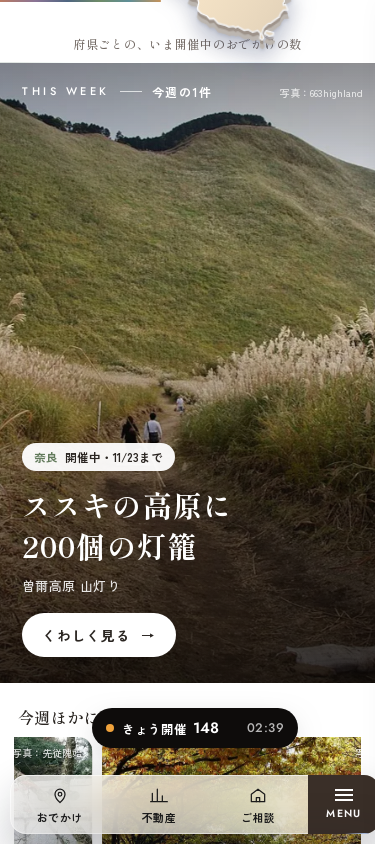 府県ごとの、いま開催中のおでかけの数
THIS WEEK 今週の1件
写真：663highland
奈良 開催中・11/23まで
ススキの高原に
200個の灯籠
曽爾高原 山灯り
くわしく見る →
今週ほかに
きょう開催 148 02:39
写真：先従隗始
おでかけ
不動産
ご相談
MENU